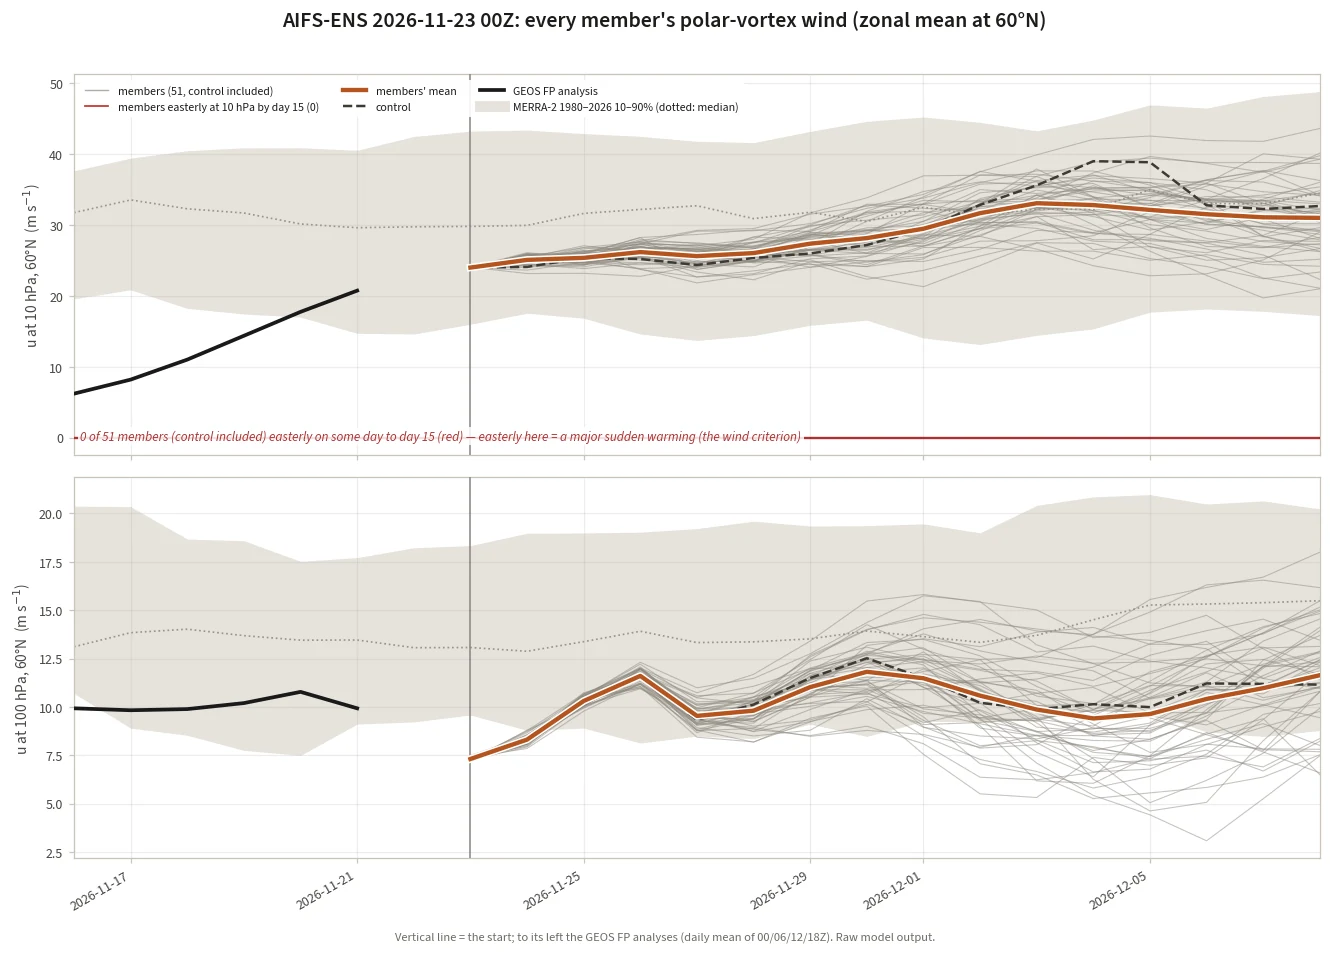 AIFS-ENS 2026-11-23 00Z: every member's polar-vortex wind (zonal mean at 60°N)
members (51, control included)
members easterly at 10 hPa by day 15 (0)
members' mean
control
GEOS FP analysis
MERRA-2 1980–2026 10–90% (dotted: median)
u at 10 hPa, 60°N (m s⁻¹)
50
40
30
20
10
0
0 of 51 members (control included) easterly on some day to day 15 (red) — easterly here = a major sudden warming (the wind criterion)
u at 100 hPa, 60°N (m s⁻¹)
20.0
17.5
15.0
12.5
10.0
7.5
5.0
2.5
2026-11-17
2026-11-21
2026-11-25
2026-11-29
2026-12-01
2026-12-05
Vertical line = the start; to its left the GEOS FP analyses (daily mean of 00/06/12/18Z). Raw model output.